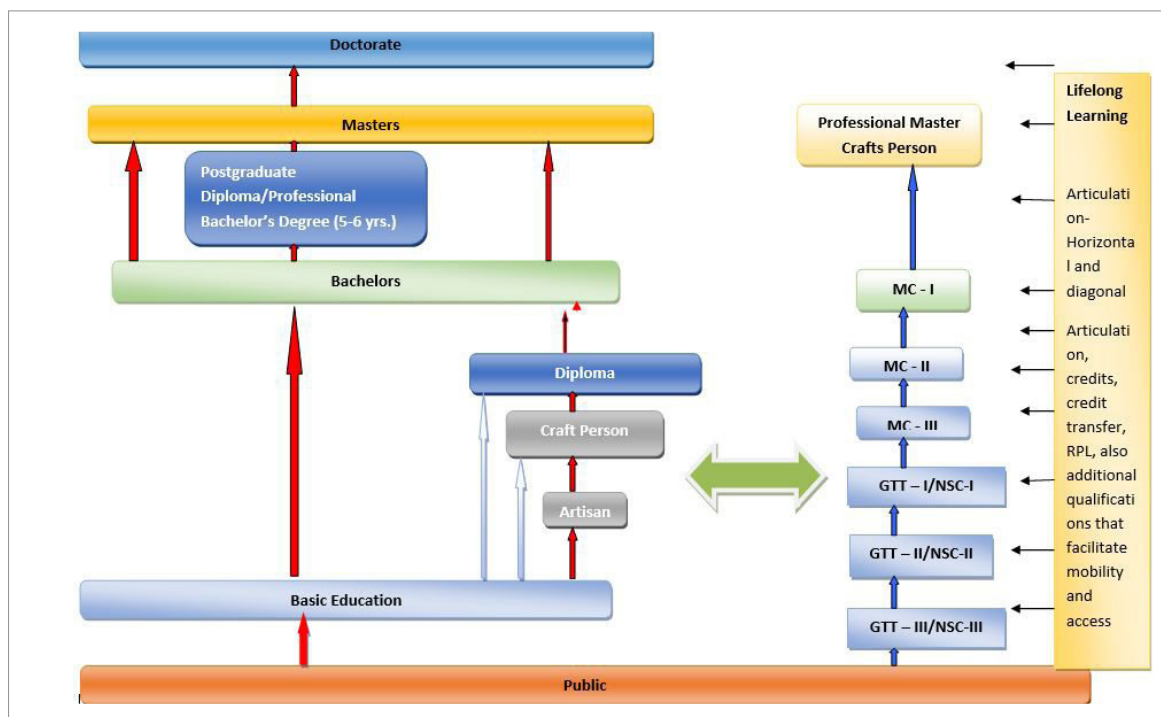 Doctorate
Masters
Postgraduate
Diploma/Professional
Bachelor's Degree (5-6 yrs.)
Bachelors
Diploma
Craft Person
Artisan
Basic Education
Public
Professional Master
Crafts Person
MC - I
MC - II
MC - III
GTT – I/NSC-I
GTT – II/NSC-II
GTT – III/NSC-III
Lifelong
Learning
Articulati
on-
Horizonta
l and
diagonal
Articulati
on,
credits,
credit
transfer,
RPL, also
additional
qualificati
ons that
facilitate
mobility
and
access